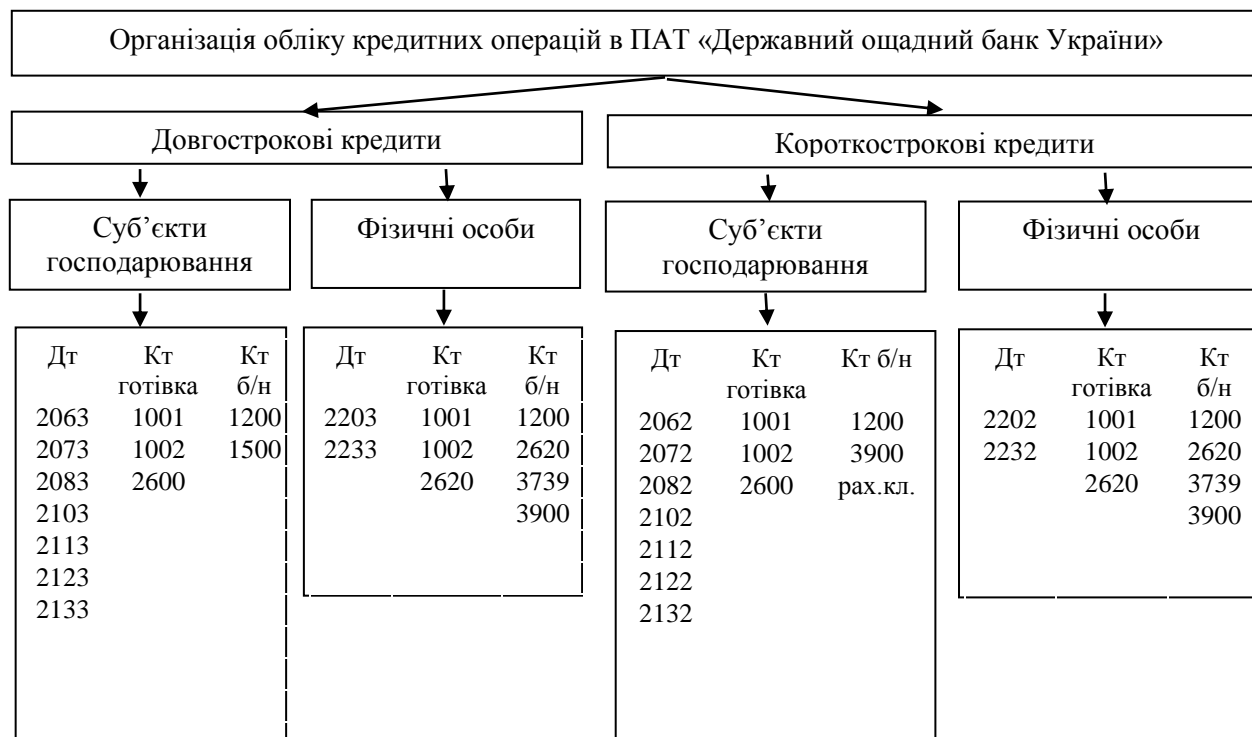 Організація обліку кредитних операцій в ПАТ «Державний ощадний банк України»
Довгострокові кредити
Короткострокові кредити
Суб’єкти
господарювання
Фізичні особи
Суб’єкти
господарювання
Фізичні особи
Дт Кт Кт
готівка б/н
2063 1001 1200
2073 1002 1500
2083 2600
2103
2113
2123
2133
Дт Кт Кт
готівка б/н
2203 1001 1200
2233 1002 2620
2620 3739
3900
Дт Кт Кт б/н
готівка
2062 1001 1200
2072 1002 3900
2082 2600 рах.кл.
2102
2112
2122
2132
Дт Кт Кт
готівка б/н
2202 1001 1200
2232 1002 2620
2620 3739
3900